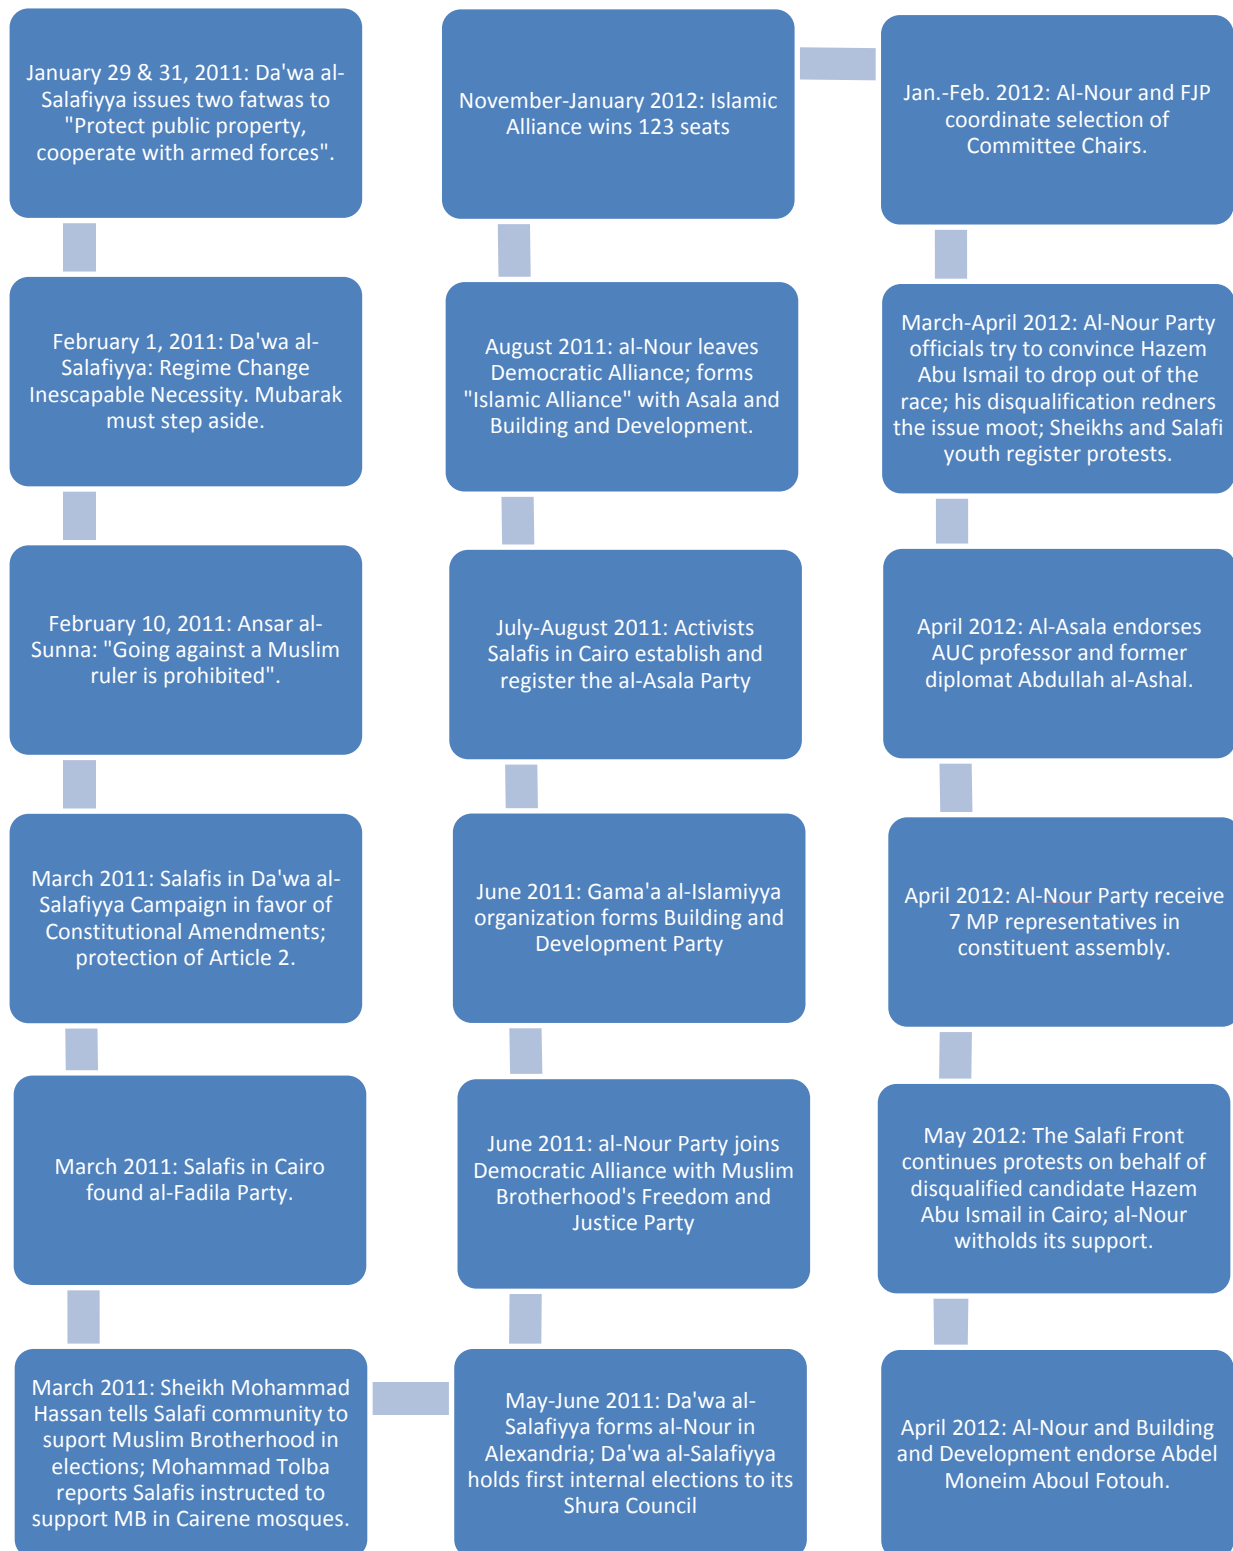 January 29 & 31, 2011: Da'wa al-
Salafiyya issues two fatwas to
"Protect public property,
cooperate with armed forces".
February 1, 2011: Da'wa al-
Salafiyya: Regime Change
Inescapable Necessity. Mubarak
must step aside.
February 10, 2011: Ansar al-
Sunna: "Going against a Muslim
ruler is prohibited".
March 2011: Salafis in Da'wa al-
Salafiyya Campaign in favor of
Constitutional Amendments;
protection of Article 2.
March 2011: Salafis in Cairo
found al-Fadila Party.
March 2011: Sheikh Mohammad
Hassan tells Salafi community to
suport Muslim Brotherhood in
elections; Mohammad Tolba
reports Salafis instructed to
support MB in Cairene mosques.
May-June 2011: Da'wa al-
Salafiyya forms al-Nour in
Alexandria; Da'wa al-Salafiyya
holds first internal elections to its
Shura Council
June 2011: al-Nour Party joins
Democratic Alliance with Muslim
Brotherhood's Freedom and
Justice Party
June 2011: Gama'a al-Islamiyya
organization forms Building and
Development Party
July-August 2011: Activists
Salafis in Cairo establish and
register the al-Asala Party
August 2011: al-Nour leaves
Democratic Alliance; forms
"Islamic Alliance" with Asala and
Building and Development.
November-January 2012: Islamic
Alliance wins 123 seats
Jan.-Feb. 2012: Al-Nour and FJP
coordinate selection of
Committee Chairs.
March-April 2012: Al-Nour Party
officials try to convince Hazem
Abu Ismail to drop out of the
race; his disqualification redners
the issue moot; Sheikhs and Salafi
youth register protests.
April 2012: Al-Asala endorses
AUC professor and former
diplomat Abdullah al-Ashal.
April 2012: Al-Nour Party receive
7 MP representatives in
constituent assembly.
May 2012: The Salafi Front
continues protests on behalf of
disqualified candidate Hazem
Abu Ismail in Cairo; al-Nour
witholds its support.
April 2012: Al-Nour and Building
and Development endorse Abdel
Moneim Aboul Fotouh.